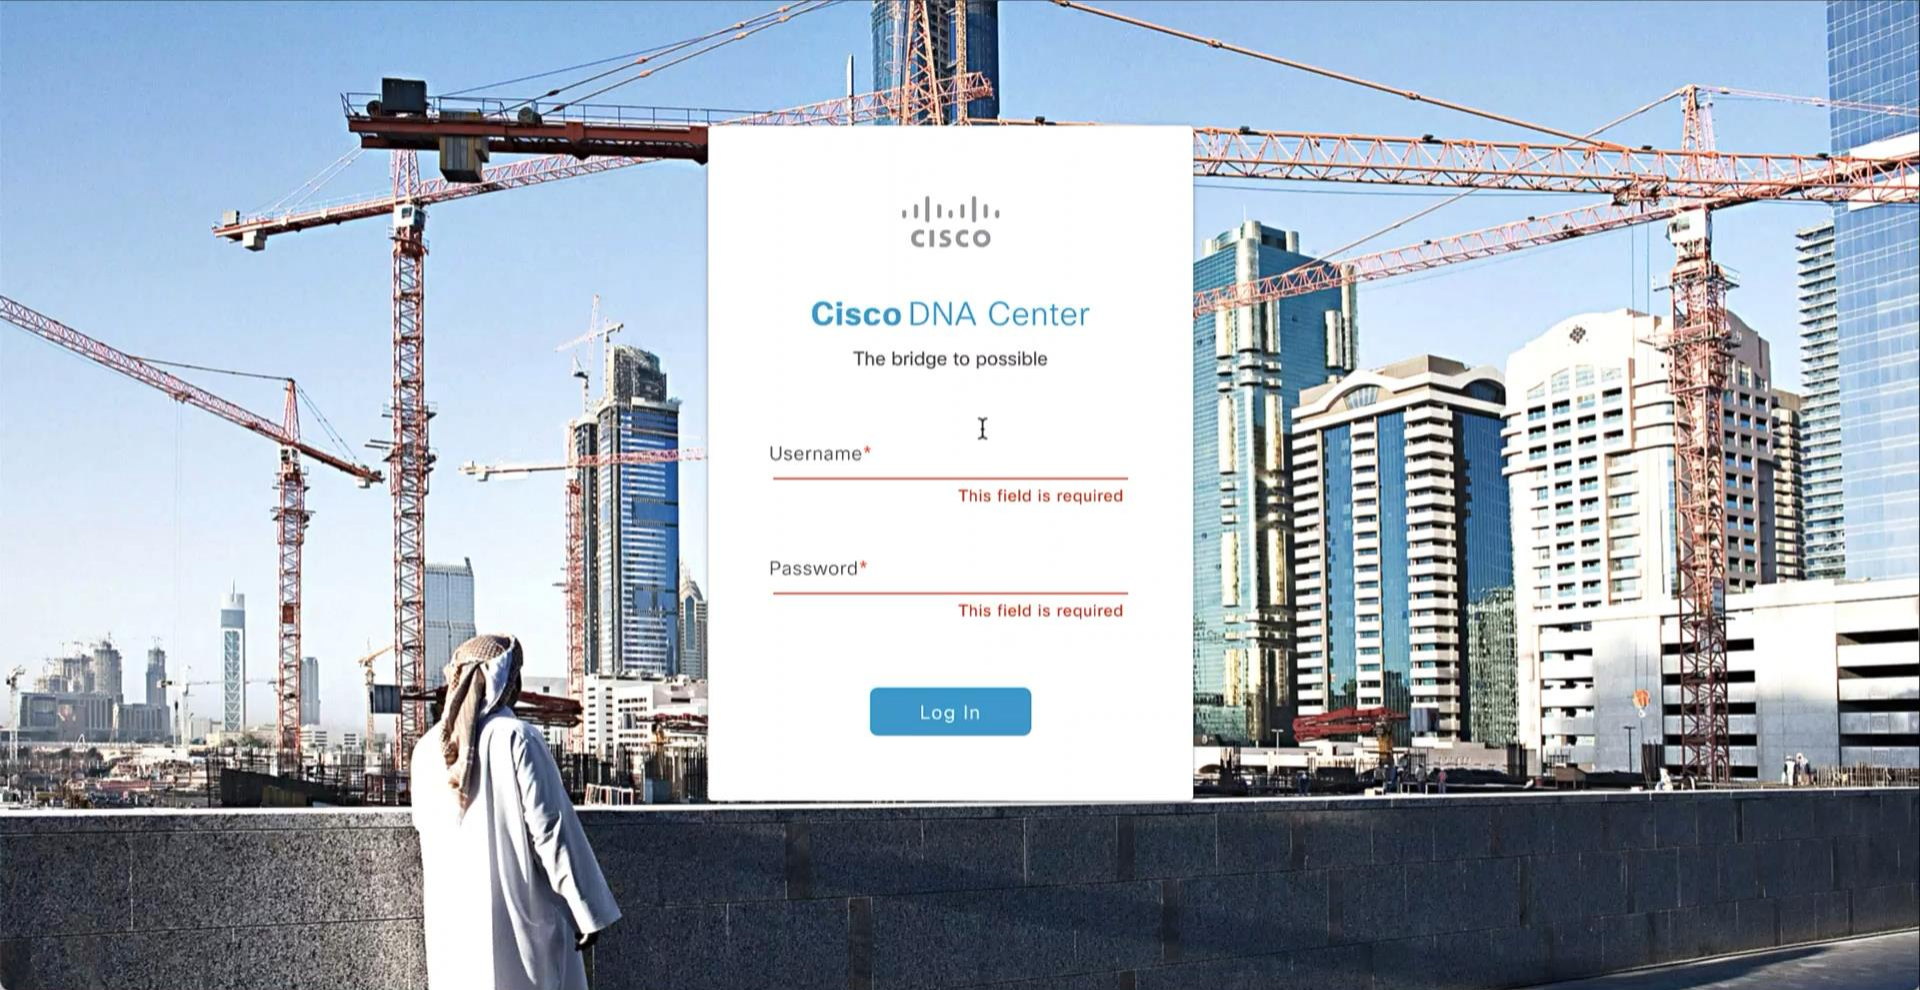 CISCO
Cisco DNA Center
The bridge to possible
Username*
This field is required
Password*
This field is required
Log In